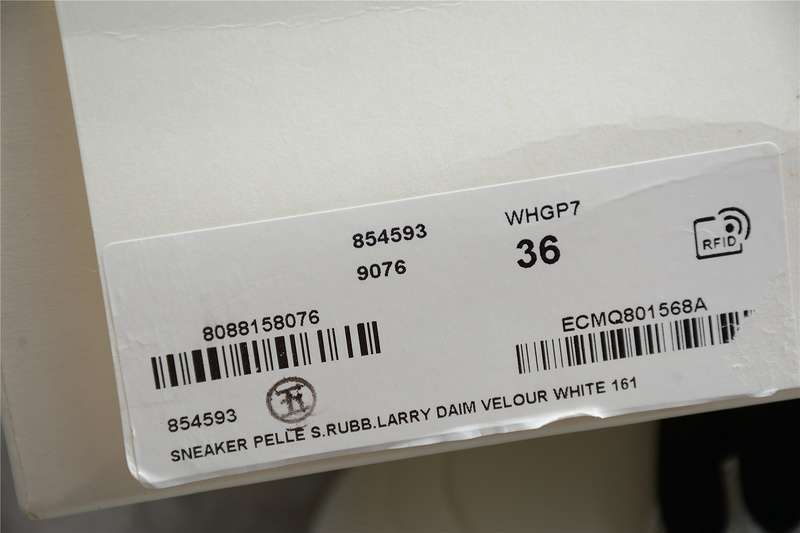 854593 WHGP7
9076 36
RFID
8088158076 ECMQ801568A
854593
SNEAKER PELLE S.RUBB.LARRY DAIM VELOUR WHITE 161